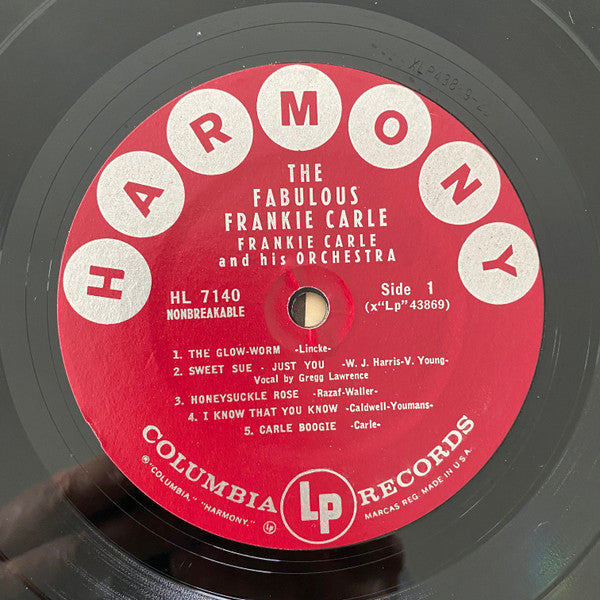 HARMONY
THE
FABULOUS
FRANKIE CARLE
FRANKIE CARLE
and his ORCHESTRA
HL 7140
NONBREAKABLE
Side 1
(x"Lp" 43869)
1. THE GLOW-WORM -Lincke-
2. SWEET SUE - JUST YOU -W. J. Harris-V. Young-
Vocal by Gregg Lawrence
3. HONEYSUCKLE ROSE -Razaf-Waller-
4. I KNOW THAT YOU KNOW -Caldwell-Youmans-
5. CARLE BOOGIE -Carle-
COLUMBIA Lp RECORDS
℗"COLUMBIA," "HARMONY," ℗
MARCAS REG. MADE IN U.S.A.